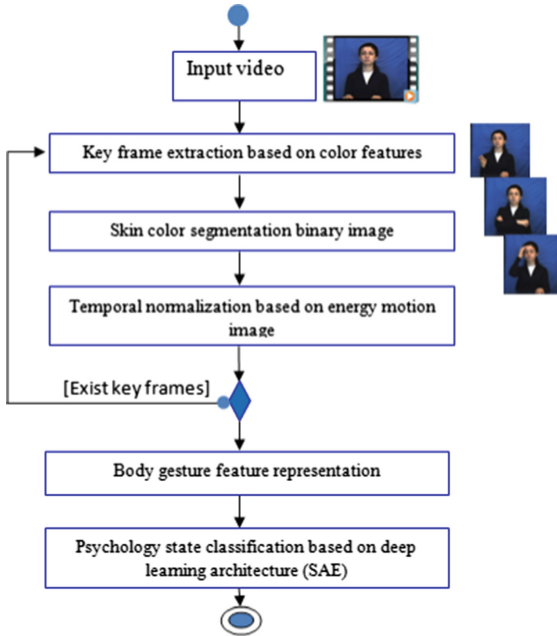 Input video
Key frame extraction based on color features
Skin color segmentation binary image
Temporal normalization based on energy motion
image
[Exist key frames]
Body gesture feature representation
Psychology state classification based on deep
learning architecture (SAE)